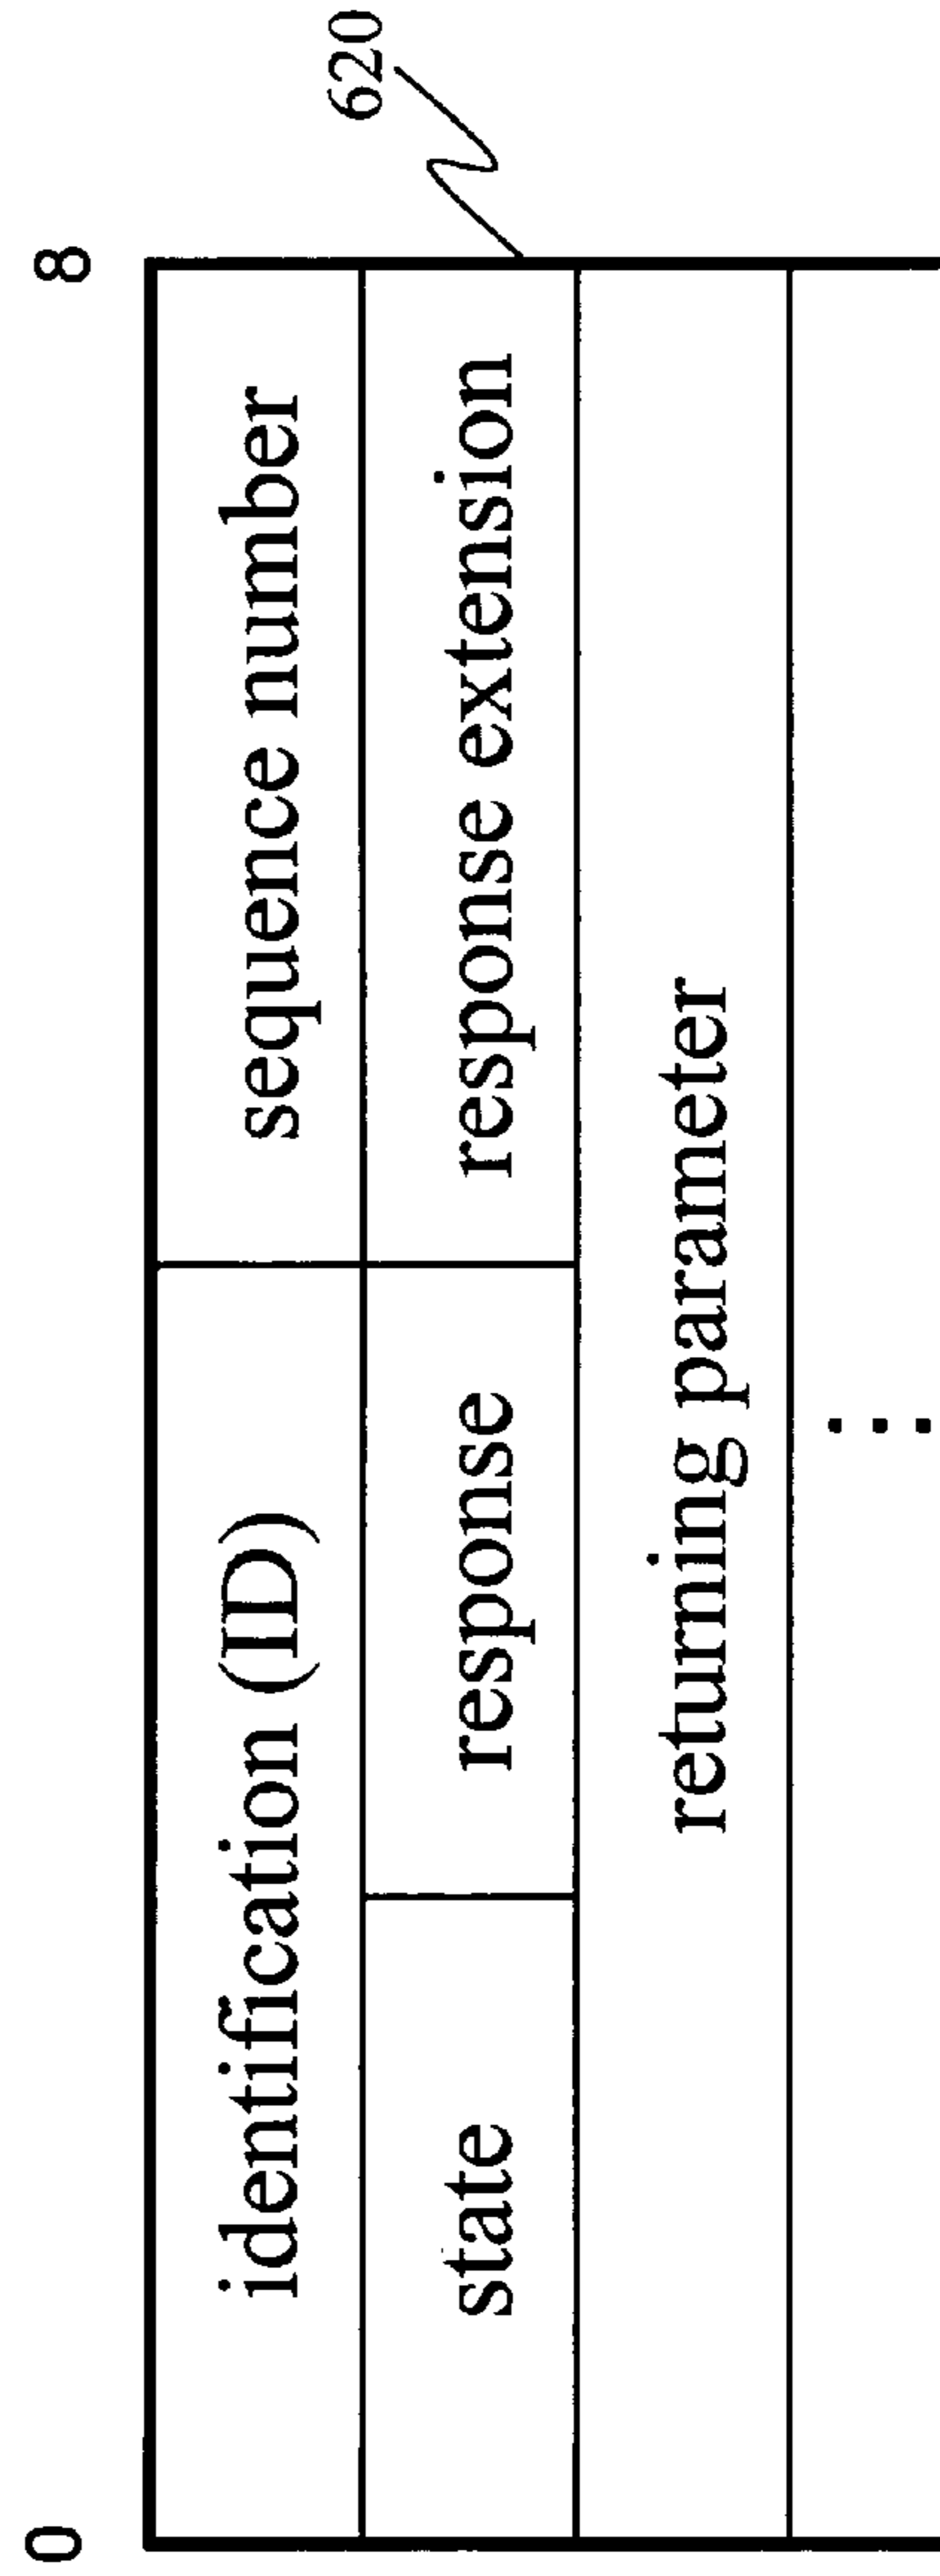 0 8
620
identification (ID) sequence number
state response response extension
returning parameter
⋮